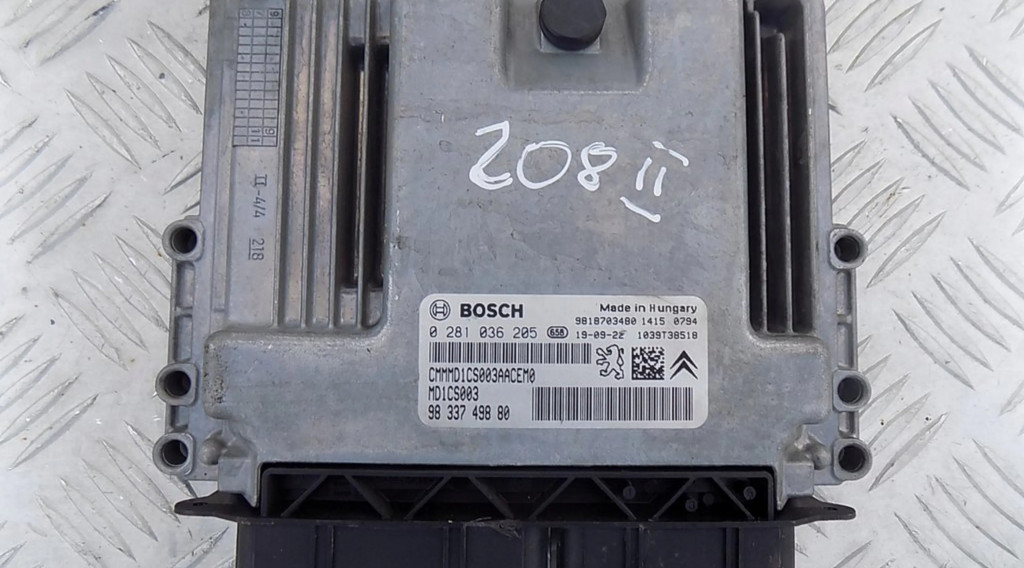 208 II
II-4/4 218
BOSCH Made in Hungary
9818703480 1415 0794
0 281 036 205 658 19-09-22 1039T38518
CMMMD1CS003AACEM0
MD1CS003
98 337 498 80